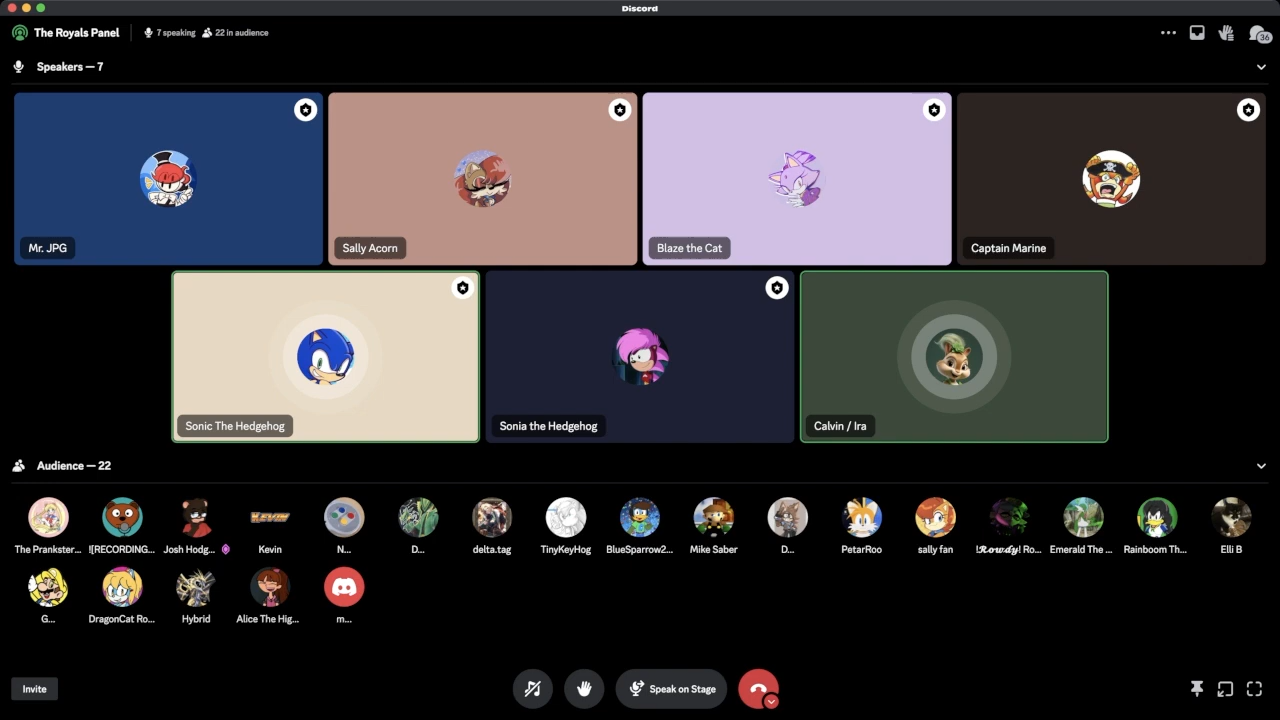 Discord
The Royals Panel 7 speaking 22 in audience 36
Speakers — 7
Mr. JPG Sally Acorn Blaze the Cat Captain Marine
Sonic The Hedgehog Sonia the Hedgehog Calvin / Ira
Audience — 22
KEVIN
The Prankster... ![RECORDING... Josh Hodg... Kevin N... D... delta.tag TinyKeyHog BlueSparrow2... Mike Saber D... PetarRoo sally fan !𝓡𝓸𝔀𝓭𝔂! Ro... Emerald The ... Rainboom Th... Elli B
G... DragonCat Ro... Hybrid Alice The Hig... m...
Invite Speak on Stage